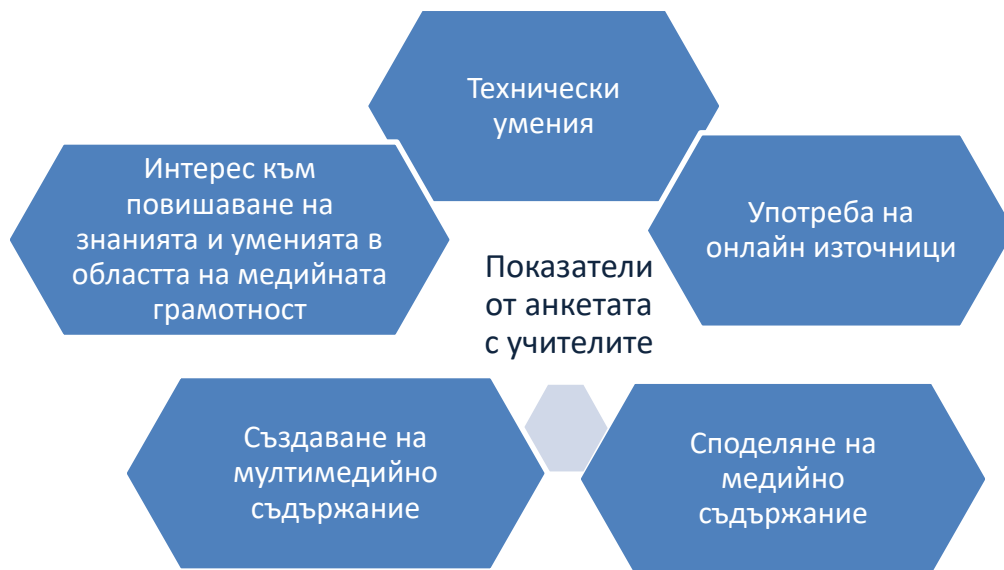 Технически
умения
Интерес към
повишаване на
знанията и уменията в
областта на медийната
грамотност
Употреба на
онлайн източници
Показатели
от анкетата
с учителите
Създаване на
мултимедийно
съдържание
Споделяне на
медийно
съдържание